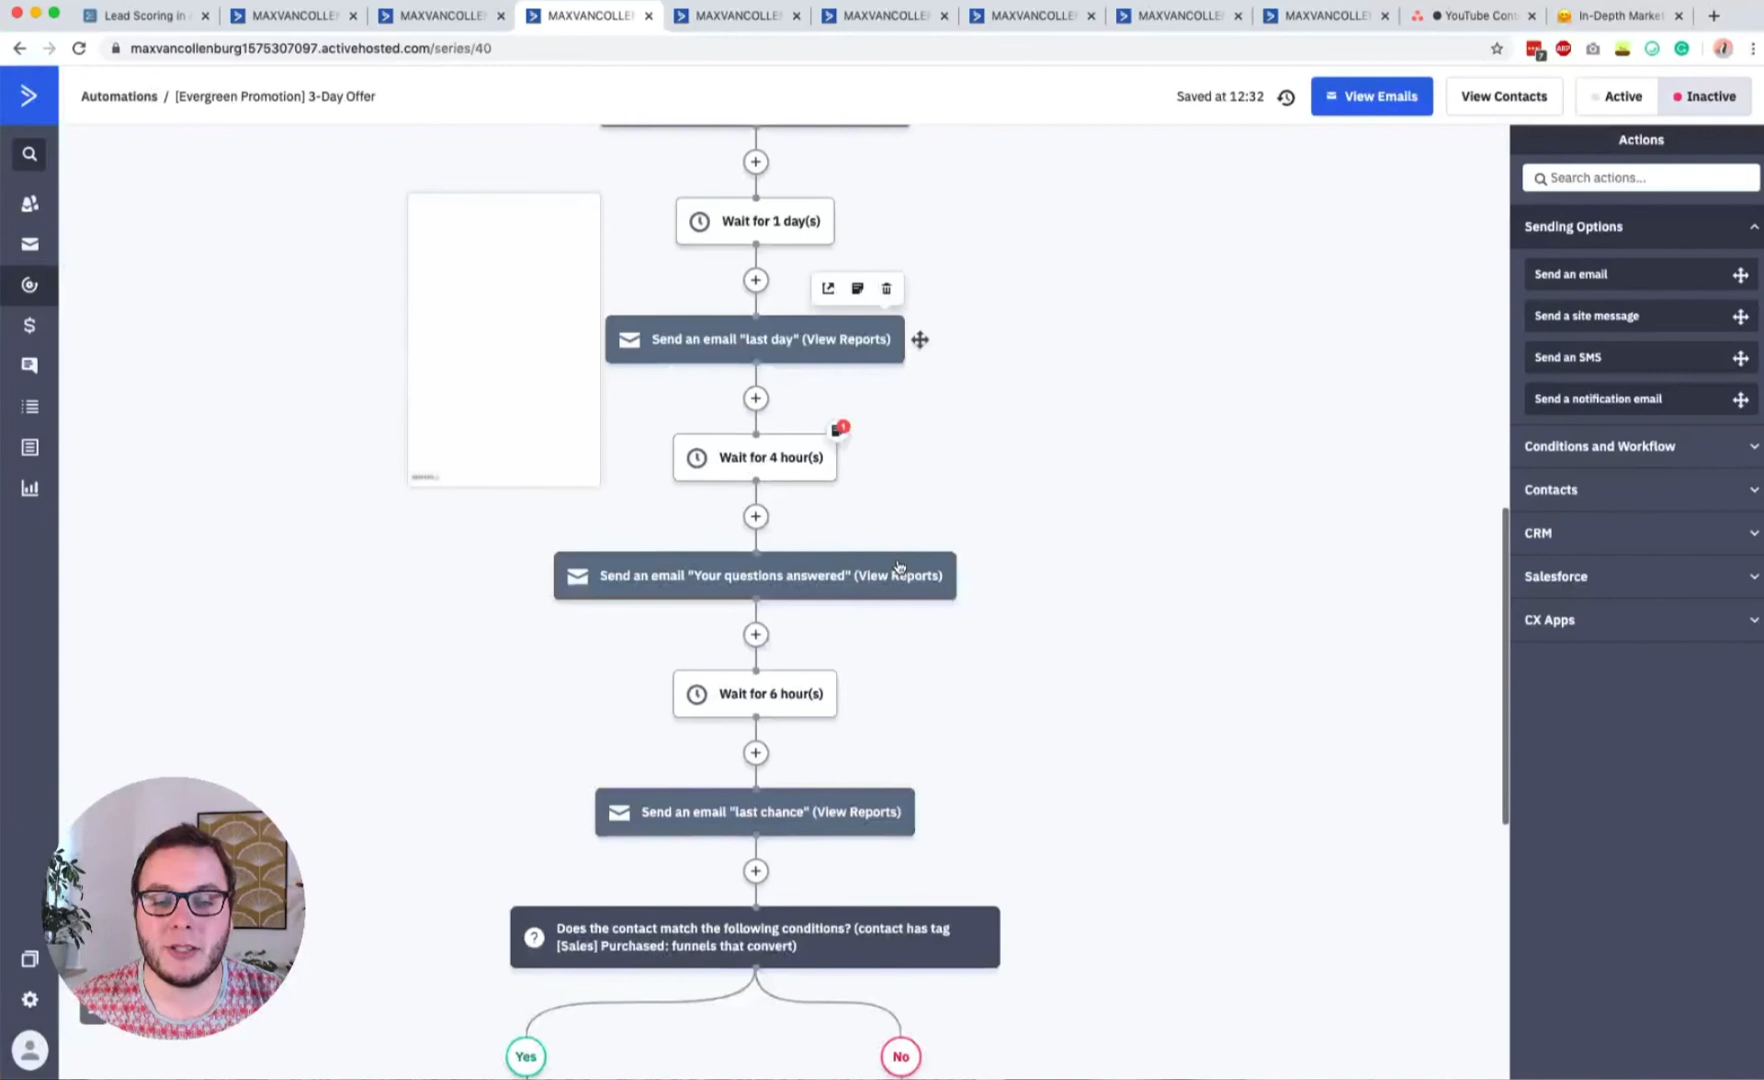 Lead Scoring in
MAXVANCOLLE
MAXVANCOLLE
MAXVANCOLLE
MAXVANCOLLE
MAXVANCOLLE
MAXVANCOLLE
MAXVANCOLLE
MAXVANCOLLE
YouTube Cont
In-Depth Market
maxvancollenburg1575307097.activehosted.com/series/40
7
ABP
Automations / [Evergreen Promotion] 3-Day Offer
Saved at 12:32
View Emails
View Contacts
Active
Inactive
Wait for 1 day(s)
Send an email "last day" (View Reports)
1
Wait for 4 hour(s)
Send an email "Your questions answered" (View Reports)
Wait for 6 hour(s)
Send an email "last chance" (View Reports)
Does the contact match the following conditions? (contact has tag
[Sales] Purchased: funnels that convert)
Yes
No
Actions
Search actions...
Sending Options
Send an email
Send a site message
Send an SMS
Send a notification email
Conditions and Workflow
Contacts
CRM
Salesforce
CX Apps